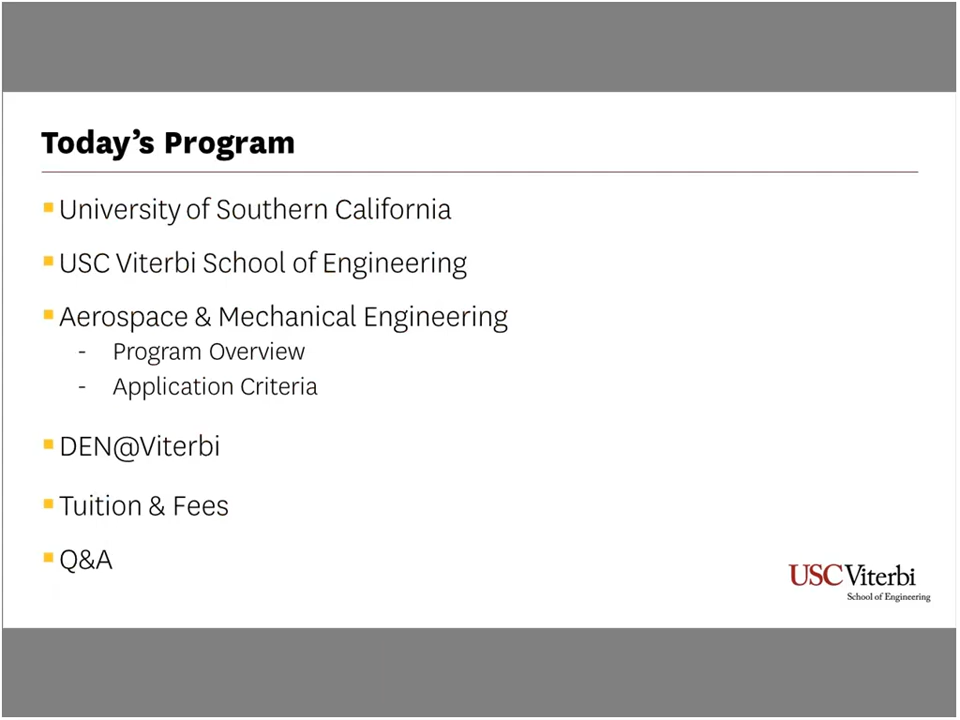 Today's Program
▪ University of Southern California
▪ USC Viterbi School of Engineering
▪ Aerospace & Mechanical Engineering
- Program Overview
- Application Criteria
▪ DEN@Viterbi
▪ Tuition & Fees
▪ Q&A
USC Viterbi
School of Engineering